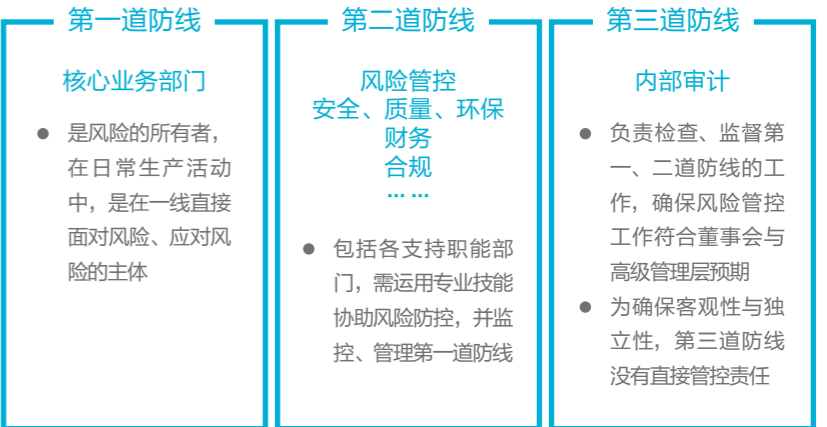 第一道防线
核心业务部门
● 是风险的所有者，
在日常生产活动
中，是在一线直接
面对风险、应对风
险的主体
第二道防线
风险管控
安全、质量、环保
财务
合规
... ...
● 包括各支持职能部
门，需运用专业技能
协助风险防控，并监
控、管理第一道防线
第三道防线
内部审计
● 负责检查、监督第
一、二道防线的工
作，确保风险管控
工作符合董事会与
高级管理层预期
● 为确保客观性与独
立性，第三道防线
没有直接管控责任